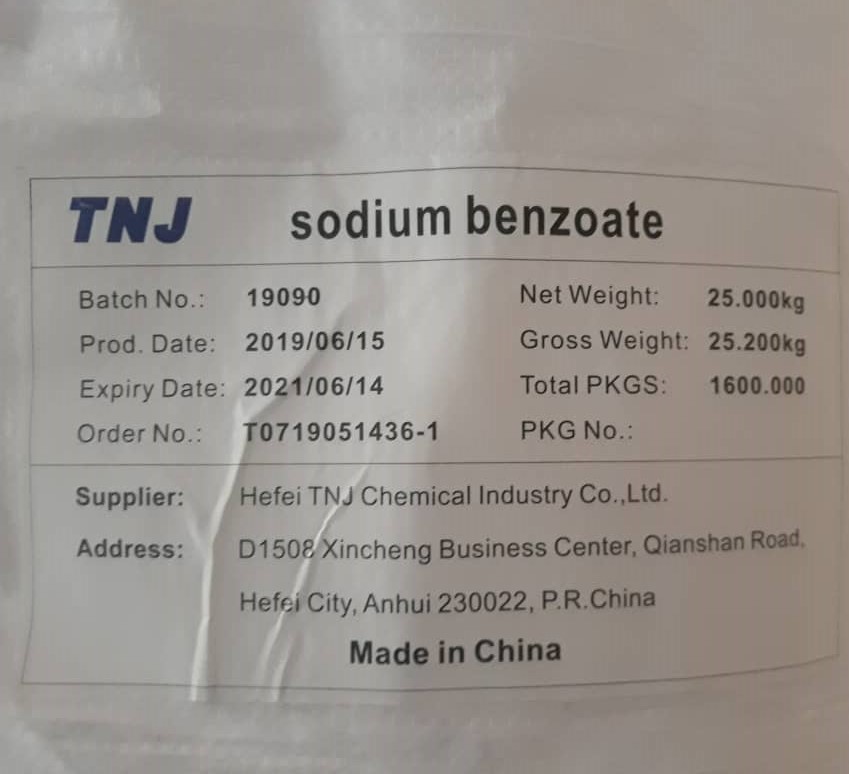 TNJ sodium benzoate
Batch No.: 19090 Net Weight: 25.000kg
Prod. Date: 2019/06/15 Gross Weight: 25.200kg
Expiry Date: 2021/06/14 Total PKGS: 1600.000
Order No.: T0719051436-1 PKG No.:
Supplier: Hefei TNJ Chemical Industry Co.,Ltd.
Address: D1508 Xincheng Business Center, Qianshan Road,
Hefei City, Anhui 230022, P.R.China
Made in China